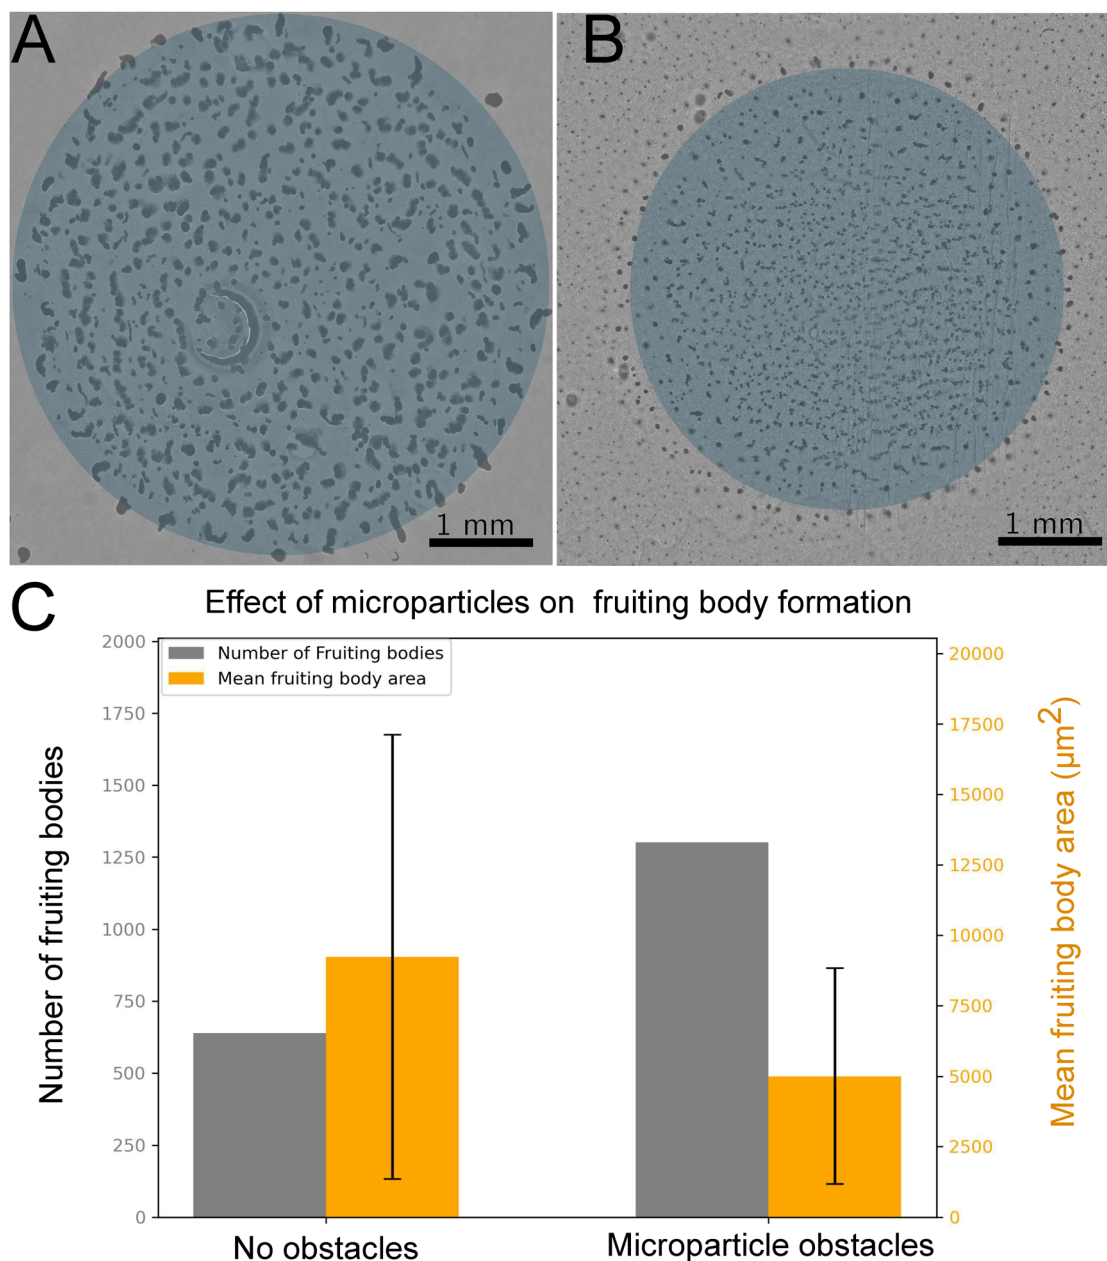 A
B
1 mm
1 mm
C
Effect of microparticles on fruiting body formation
Number of Fruiting bodies
Mean fruiting body area
Number of fruiting bodies
2000
1750
1500
1250
1000
750
500
250
0
20000
17500
15000
12500
10000
7500
5000
2500
0
Mean fruiting body area (µm²)
No obstacles
Microparticle obstacles